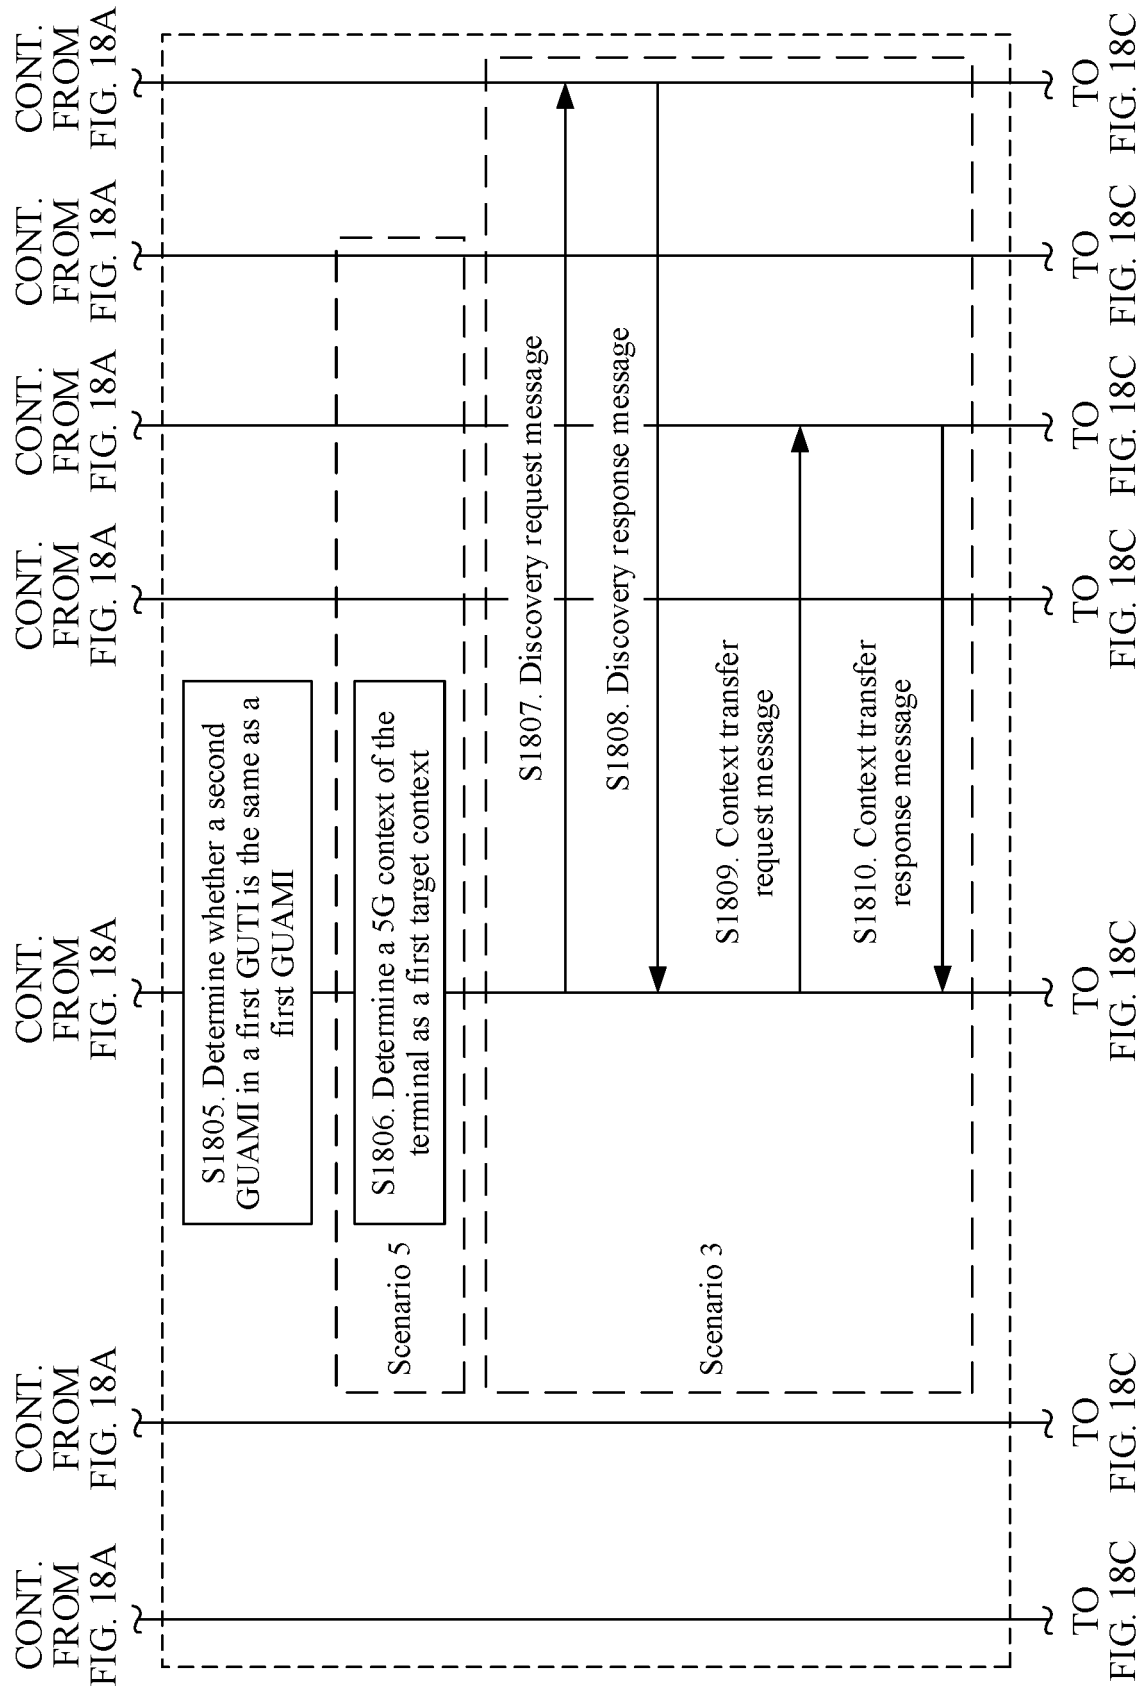 CONT.
FROM
FIG. 18A
CONT.
FROM
FIG. 18A
CONT.
FROM
FIG. 18A
CONT.
FROM
FIG. 18A
CONT.
FROM
FIG. 18A
CONT.
FROM
FIG. 18A
CONT.
FROM
FIG. 18A
S1805. Determine whether a second
GUAMI in a first GUTI is the same as a
first GUAMI
Scenario 5
S1806. Determine a 5G context of the
terminal as a first target context
Scenario 3
S1807. Discovery request message
S1808. Discovery response message
S1809. Context transfer
request message
S1810. Context transfer
response message
TO
FIG. 18C
TO
FIG. 18C
TO
FIG. 18C
TO
FIG. 18C
TO
FIG. 18C
TO
FIG. 18C
TO
FIG. 18C